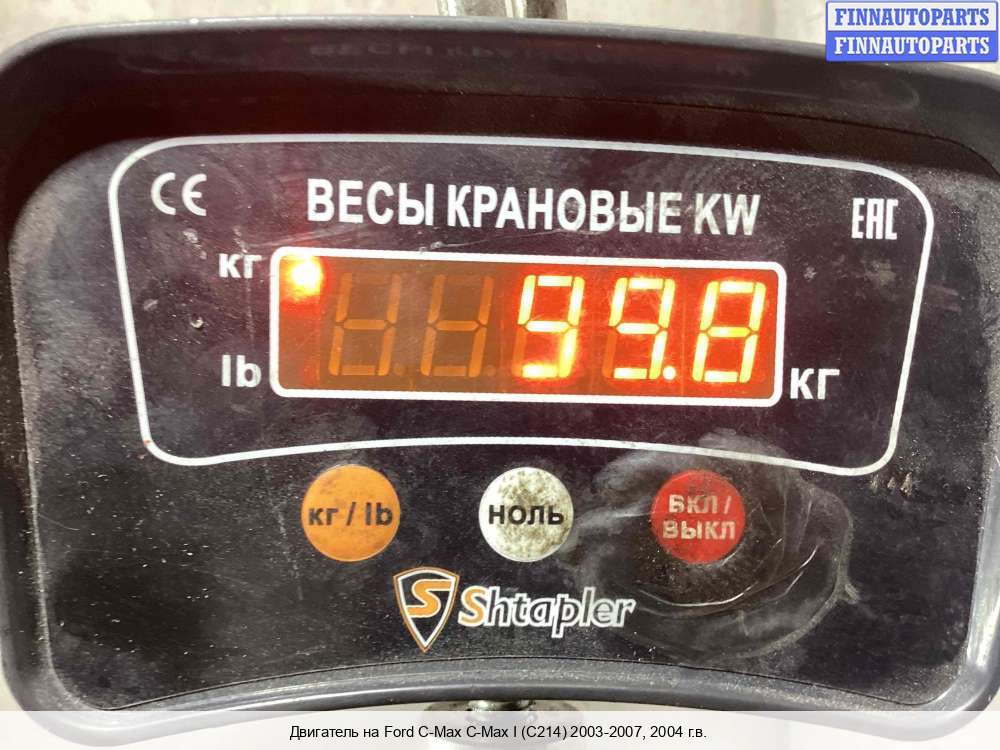 FINNAUTOPARTS
FINNAUTOPARTS
CE
ВЕСЫ КРАНОВЫЕ KW
EAC
кг
99.8
lb
кг
кг / lb
НОЛЬ
ВКЛ /
ВЫКЛ
S Shtapler
Двигатель на Ford C-Max C-Max I (C214) 2003-2007, 2004 г.в.